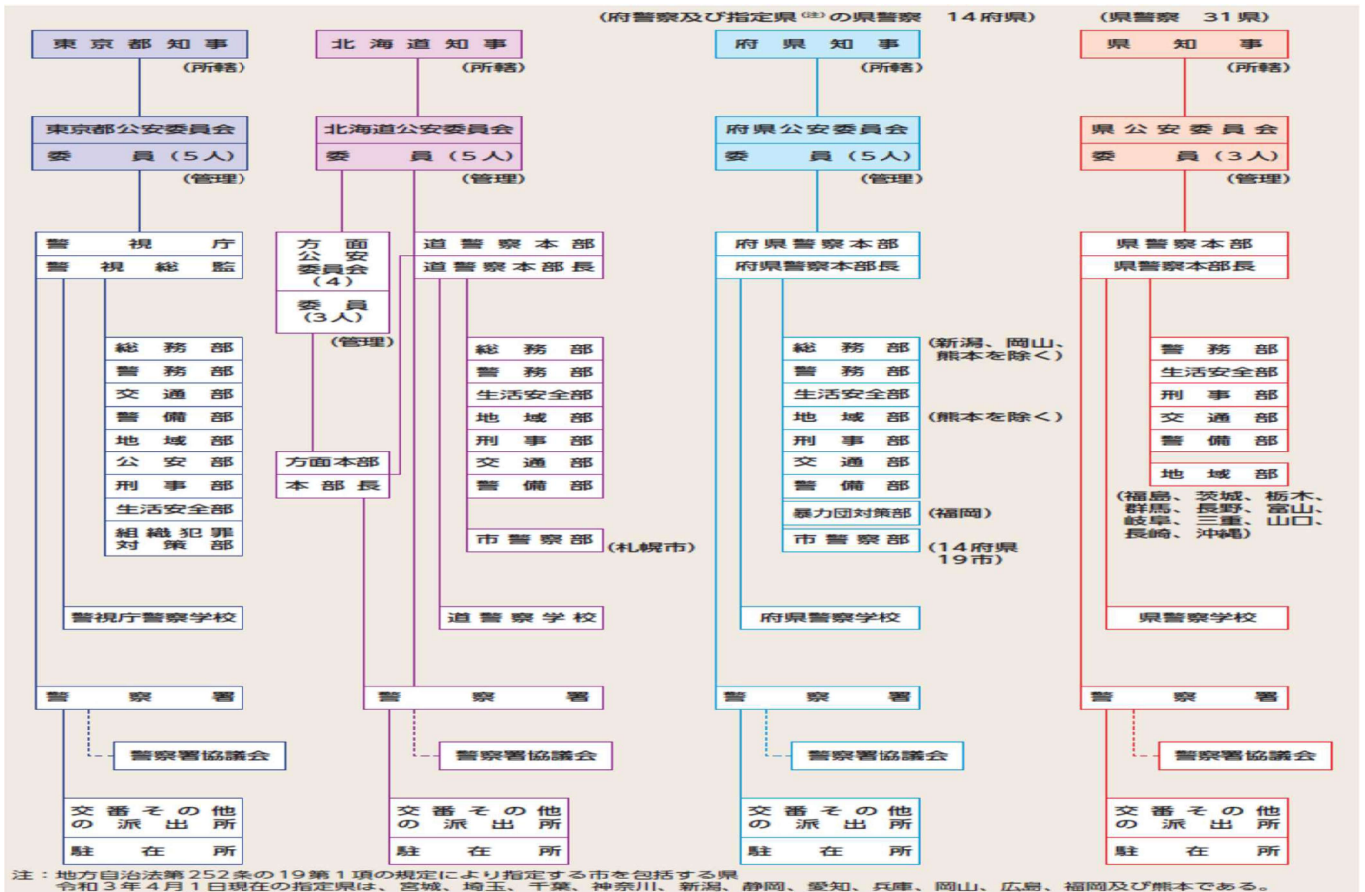 (府警察及び指定県(注)の県警察 14府県)
(県警察 31県)
東京都知事
(所轄)
東京都公安委員会
委員(5人)
(管理)
警視庁
警視総監
総務部
警務部
交通部
警備部
地域部
公安部
刑事部
生活安全部
組織犯罪
対策部
警視庁警察学校
警察署
警察署協議会
交番その他
の派出所
駐在所
北海道知事
(所轄)
北海道公安委員会
委員(5人)
(管理)
方面
公安
委員会
(4)
委員
(3人)
(管理)
方面本部
本部長
道警察本部
道警察本部長
総務部
警務部
生活安全部
地域部
刑事部
交通部
警備部
市警察部
(札幌市)
道警察学校
警察署
警察署協議会
交番その他
の派出所
駐在所
府県知事
(所轄)
府県公安委員会
委員(5人)
(管理)
府県警察本部
府県警察本部長
総務部
(新潟、岡山、
熊本を除く)
警務部
生活安全部
地域部
(熊本を除く)
刑事部
交通部
警備部
暴力団対策部
(福岡)
市警察部
(14府県
19市)
府県警察学校
警察署
警察署協議会
交番その他
の派出所
駐在所
県知事
(所轄)
県公安委員会
委員(3人)
(管理)
県警察本部
県警察本部長
警務部
生活安全部
刑事部
交通部
警備部
地域部
(福島、茨城、栃木、
群馬、長野、富山、
岐阜、三重、山口、
長崎、沖縄)
県警察学校
警察署
警察署協議会
交番その他
の派出所
駐在所
注:地方自治法第252条の19第1項の規定により指定する市を包括する県
令和3年4月1日現在の指定県は、宮城、埼玉、千葉、神奈川、新潟、静岡、愛知、兵庫、岡山、広島、福岡及び熊本である。